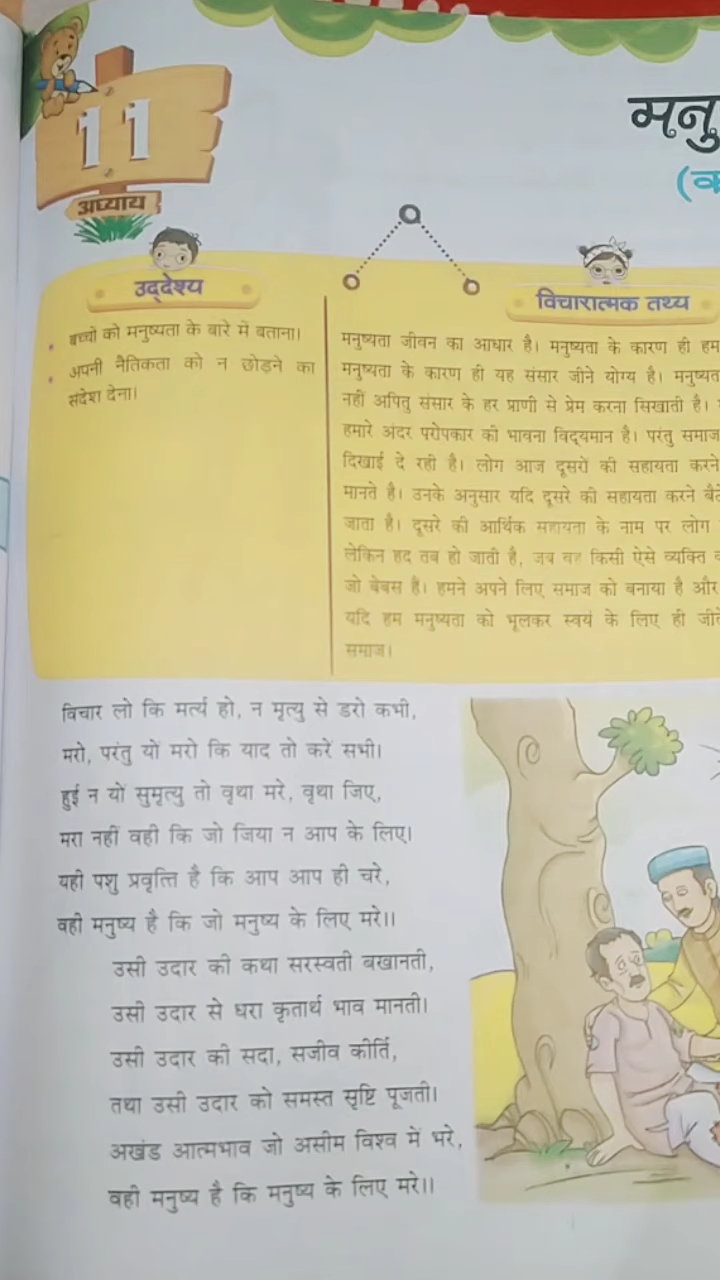 11
अध्याय
मनु
(क
उद्देश्य
बच्चों को मनुष्यता के बारे में बताना।
अपनी नैतिकता को न छोड़ने का
संदेश देना।
विचारात्मक तथ्य
मनुष्यता जीवन का आधार है। मनुष्यता के कारण ही हम
मनुष्यता के कारण ही यह संसार जीने योग्य है। मनुष्यत
नहीं अपितु संसार के हर प्राणी से प्रेम करना सिखाती है।
हमारे अंदर परोपकार की भावना विद्यमान है। परंतु समाज
दिखाई दे रही है। लोग आज दूसरों की सहायता करने
मानते है। उनके अनुसार यदि दूसरे की सहायता करने बैठे
जाता है। दूसरे की आर्थिक सहायता के नाम पर लोग
लेकिन हद तब हो जाती है, जब वह किसी ऐसे व्यक्ति
जो बेबस है। हमने अपने लिए समाज को बनाया है और
यदि हम मनुष्यता को भूलकर स्वयं के लिए ही जीते
समाज।
विचार लो कि मर्त्य हो, न मृत्यु से डरो कभी,
मरो, परंतु यों मरो कि याद तो करें सभी।
हुई न यों सुमृत्यु तो वृथा मरे, वृथा जिए,
मरा नहीं वही कि जो जिया न आप के लिए।
यही पशु प्रवृत्ति है कि आप आप ही चरे,
वही मनुष्य है कि जो मनुष्य के लिए मरे।।
उसी उदार की कथा सरस्वती बखानती,
उसी उदार से धरा कृतार्थ भाव मानती।
उसी उदार की सदा, सजीव कीर्ति,
तथा उसी उदार को समस्त सृष्टि पूजती।
अखंड आत्मभाव जो असीम विश्व में भरे,
वही मनुष्य है कि मनुष्य के लिए मरे।।